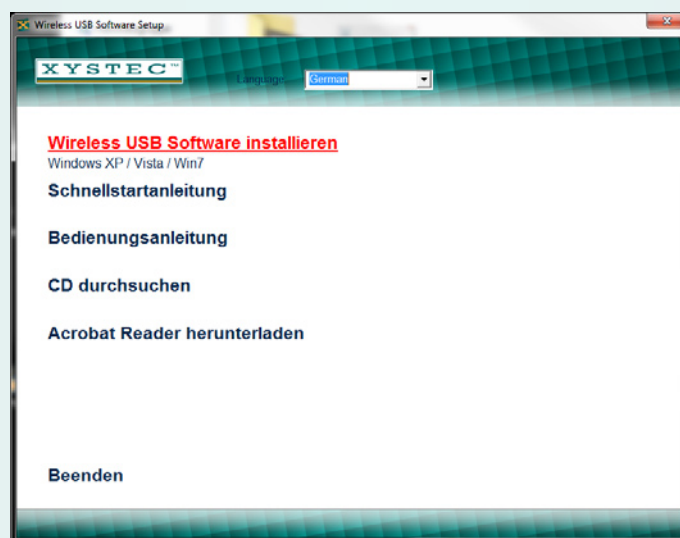 Wireless USB Software Setup
XYSTEC™
Language: German
Wireless USB Software installieren
Windows XP / Vista / Win7
Schnellstartanleitung
Bedienungsanleitung
CD durchsuchen
Acrobat Reader herunterladen
Beenden